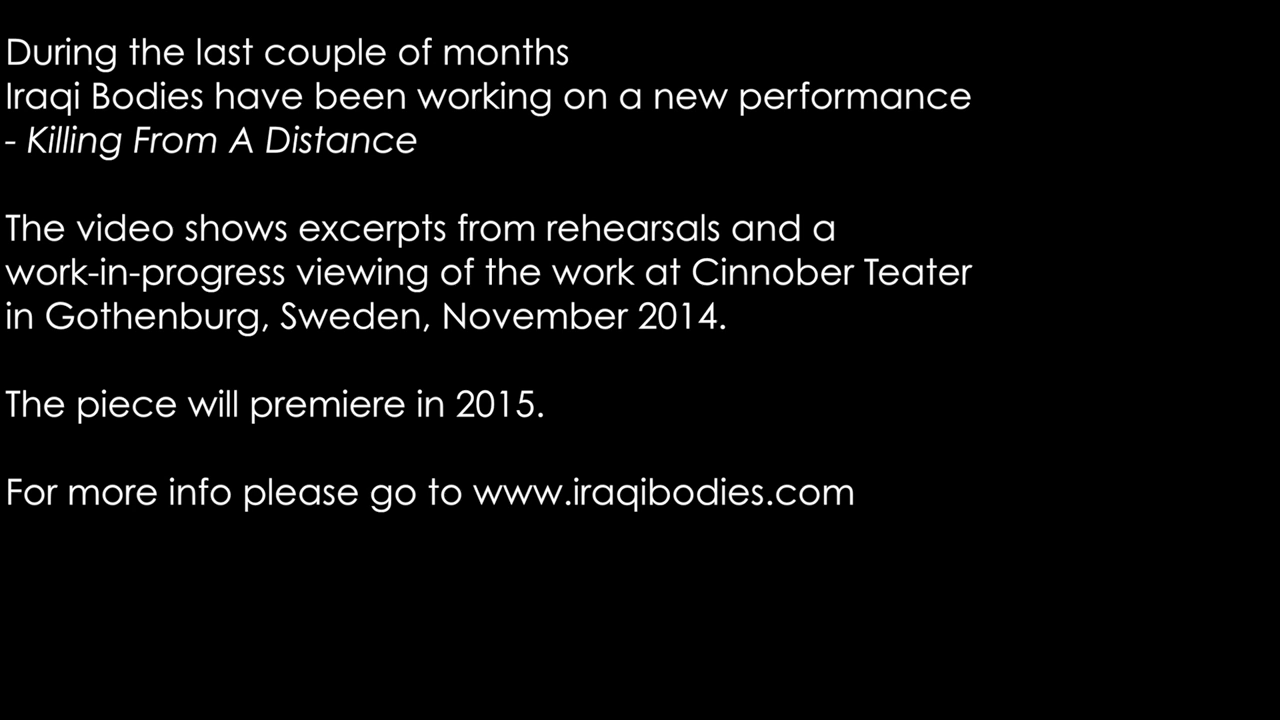 During the last couple of months
Iraqi Bodies have been working on a new performance
- Killing From A Distance
The video shows excerpts from rehearsals and a
work-in-progress viewing of the work at Cinnober Teater
in Gothenburg, Sweden, November 2014.
The piece will premiere in 2015.
For more info please go to www.iraqibodies.com